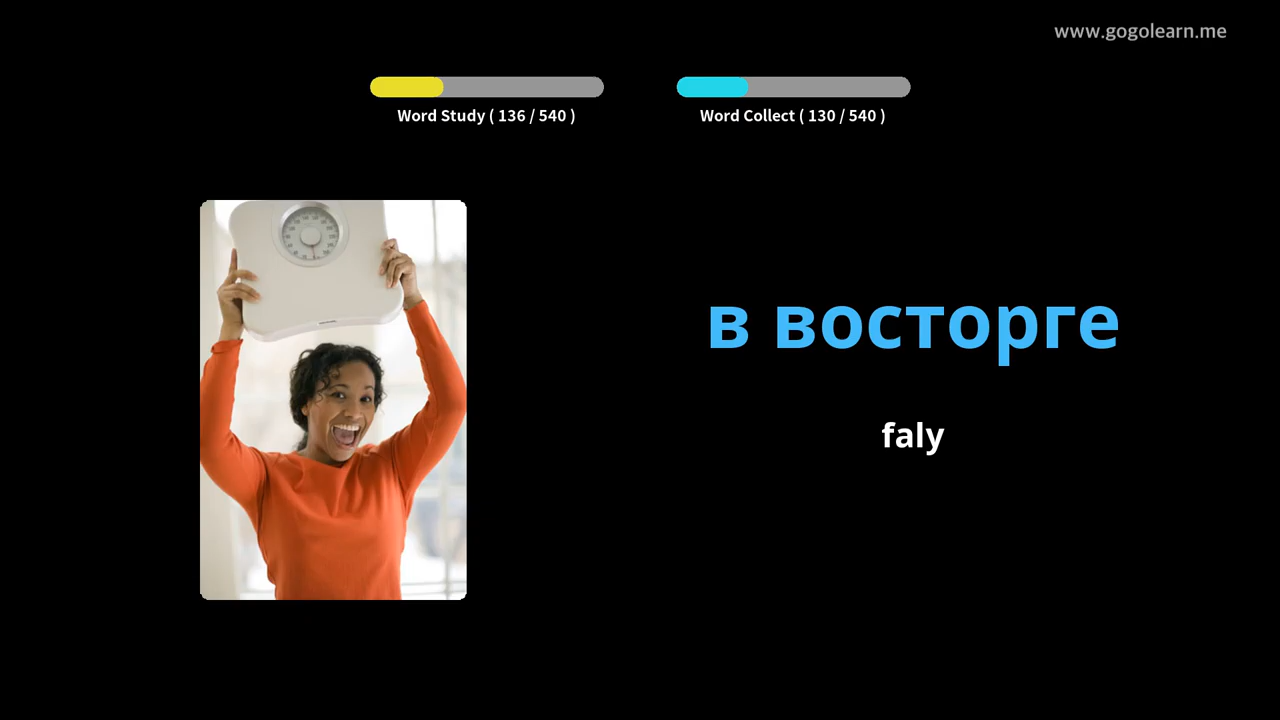 www.gogolearn.me
Word Study ( 136 / 540 )
Word Collect ( 130 / 540 )
в восторге
faly